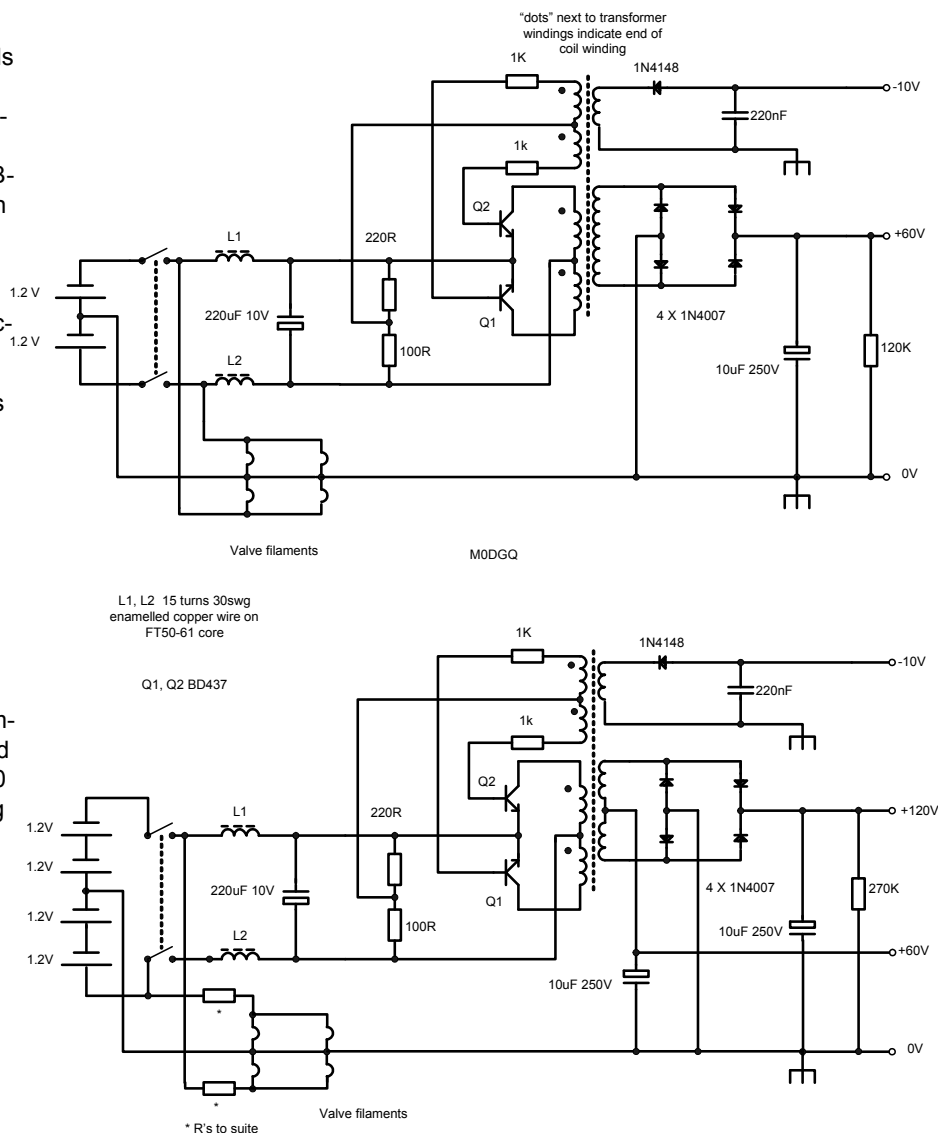 “dots” next to transformer
windings indicate end of
coil winding
1K
1N4148
-10V
220nF
1k
Q2
+60V
L1
220R
1.2 V
220uF 10V
Q1
4 X 1N4007
1.2 V
100R
10uF 250V
120K
L2
0V
Valve filaments
M0DGQ
L1, L2 15 turns 30swg
enamelled copper wire on
FT50-61 core
Q1, Q2 BD437
1K
1N4148
-10V
220nF
1k
Q2
L1
220R
+120V
1.2V
1.2V
220uF 10V
Q1
4 X 1N4007
270K
1.2V
100R
10uF 250V
L2
1.2V
+60V
10uF 250V
*
0V
*
Valve filaments
* R's to suite